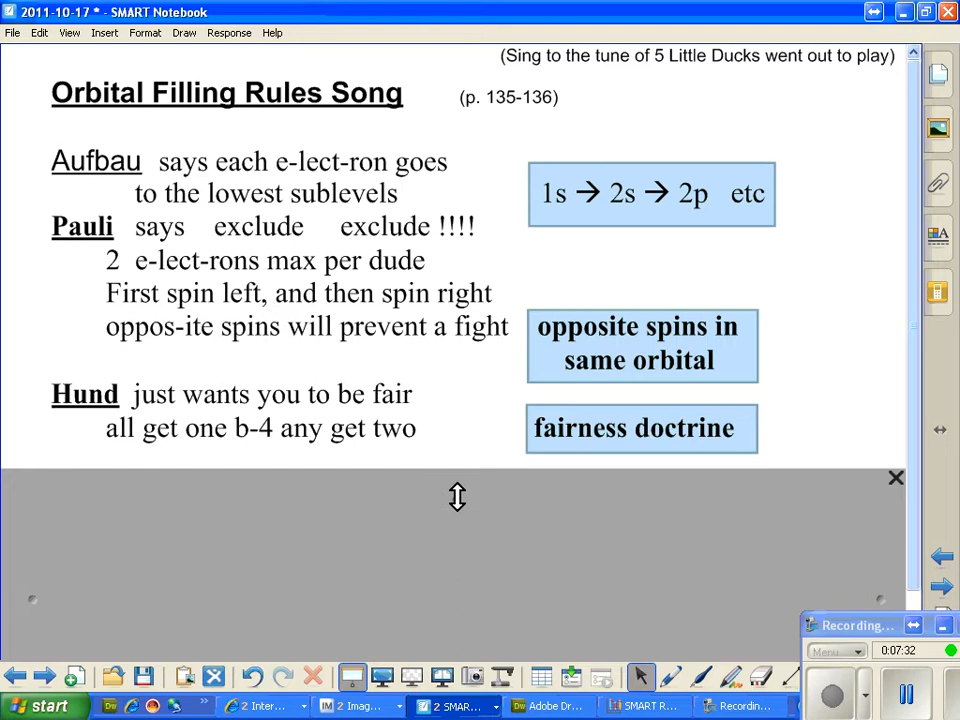 2011-10-17 * - SMART Notebook
File Edit View Insert Format Draw Response Help
(Sing to the tune of 5 Little Ducks went out to play)
Orbital Filling Rules Song (p. 135-136)
Aufbau says each e-lect-ron goes
to the lowest sublevels
1s → 2s → 2p etc
Pauli says exclude exclude !!!!
2 e-lect-rons max per dude
First spin left, and then spin right
oppos-ite spins will prevent a fight
opposite spins in
same orbital
Hund just wants you to be fair
all get one b-4 any get two
fairness doctrine
Recording...
Menu 0:07:32
start 2 Inter... 2 Imag... 2 SMAR... Adobe Dr... SMART R... Recordin...